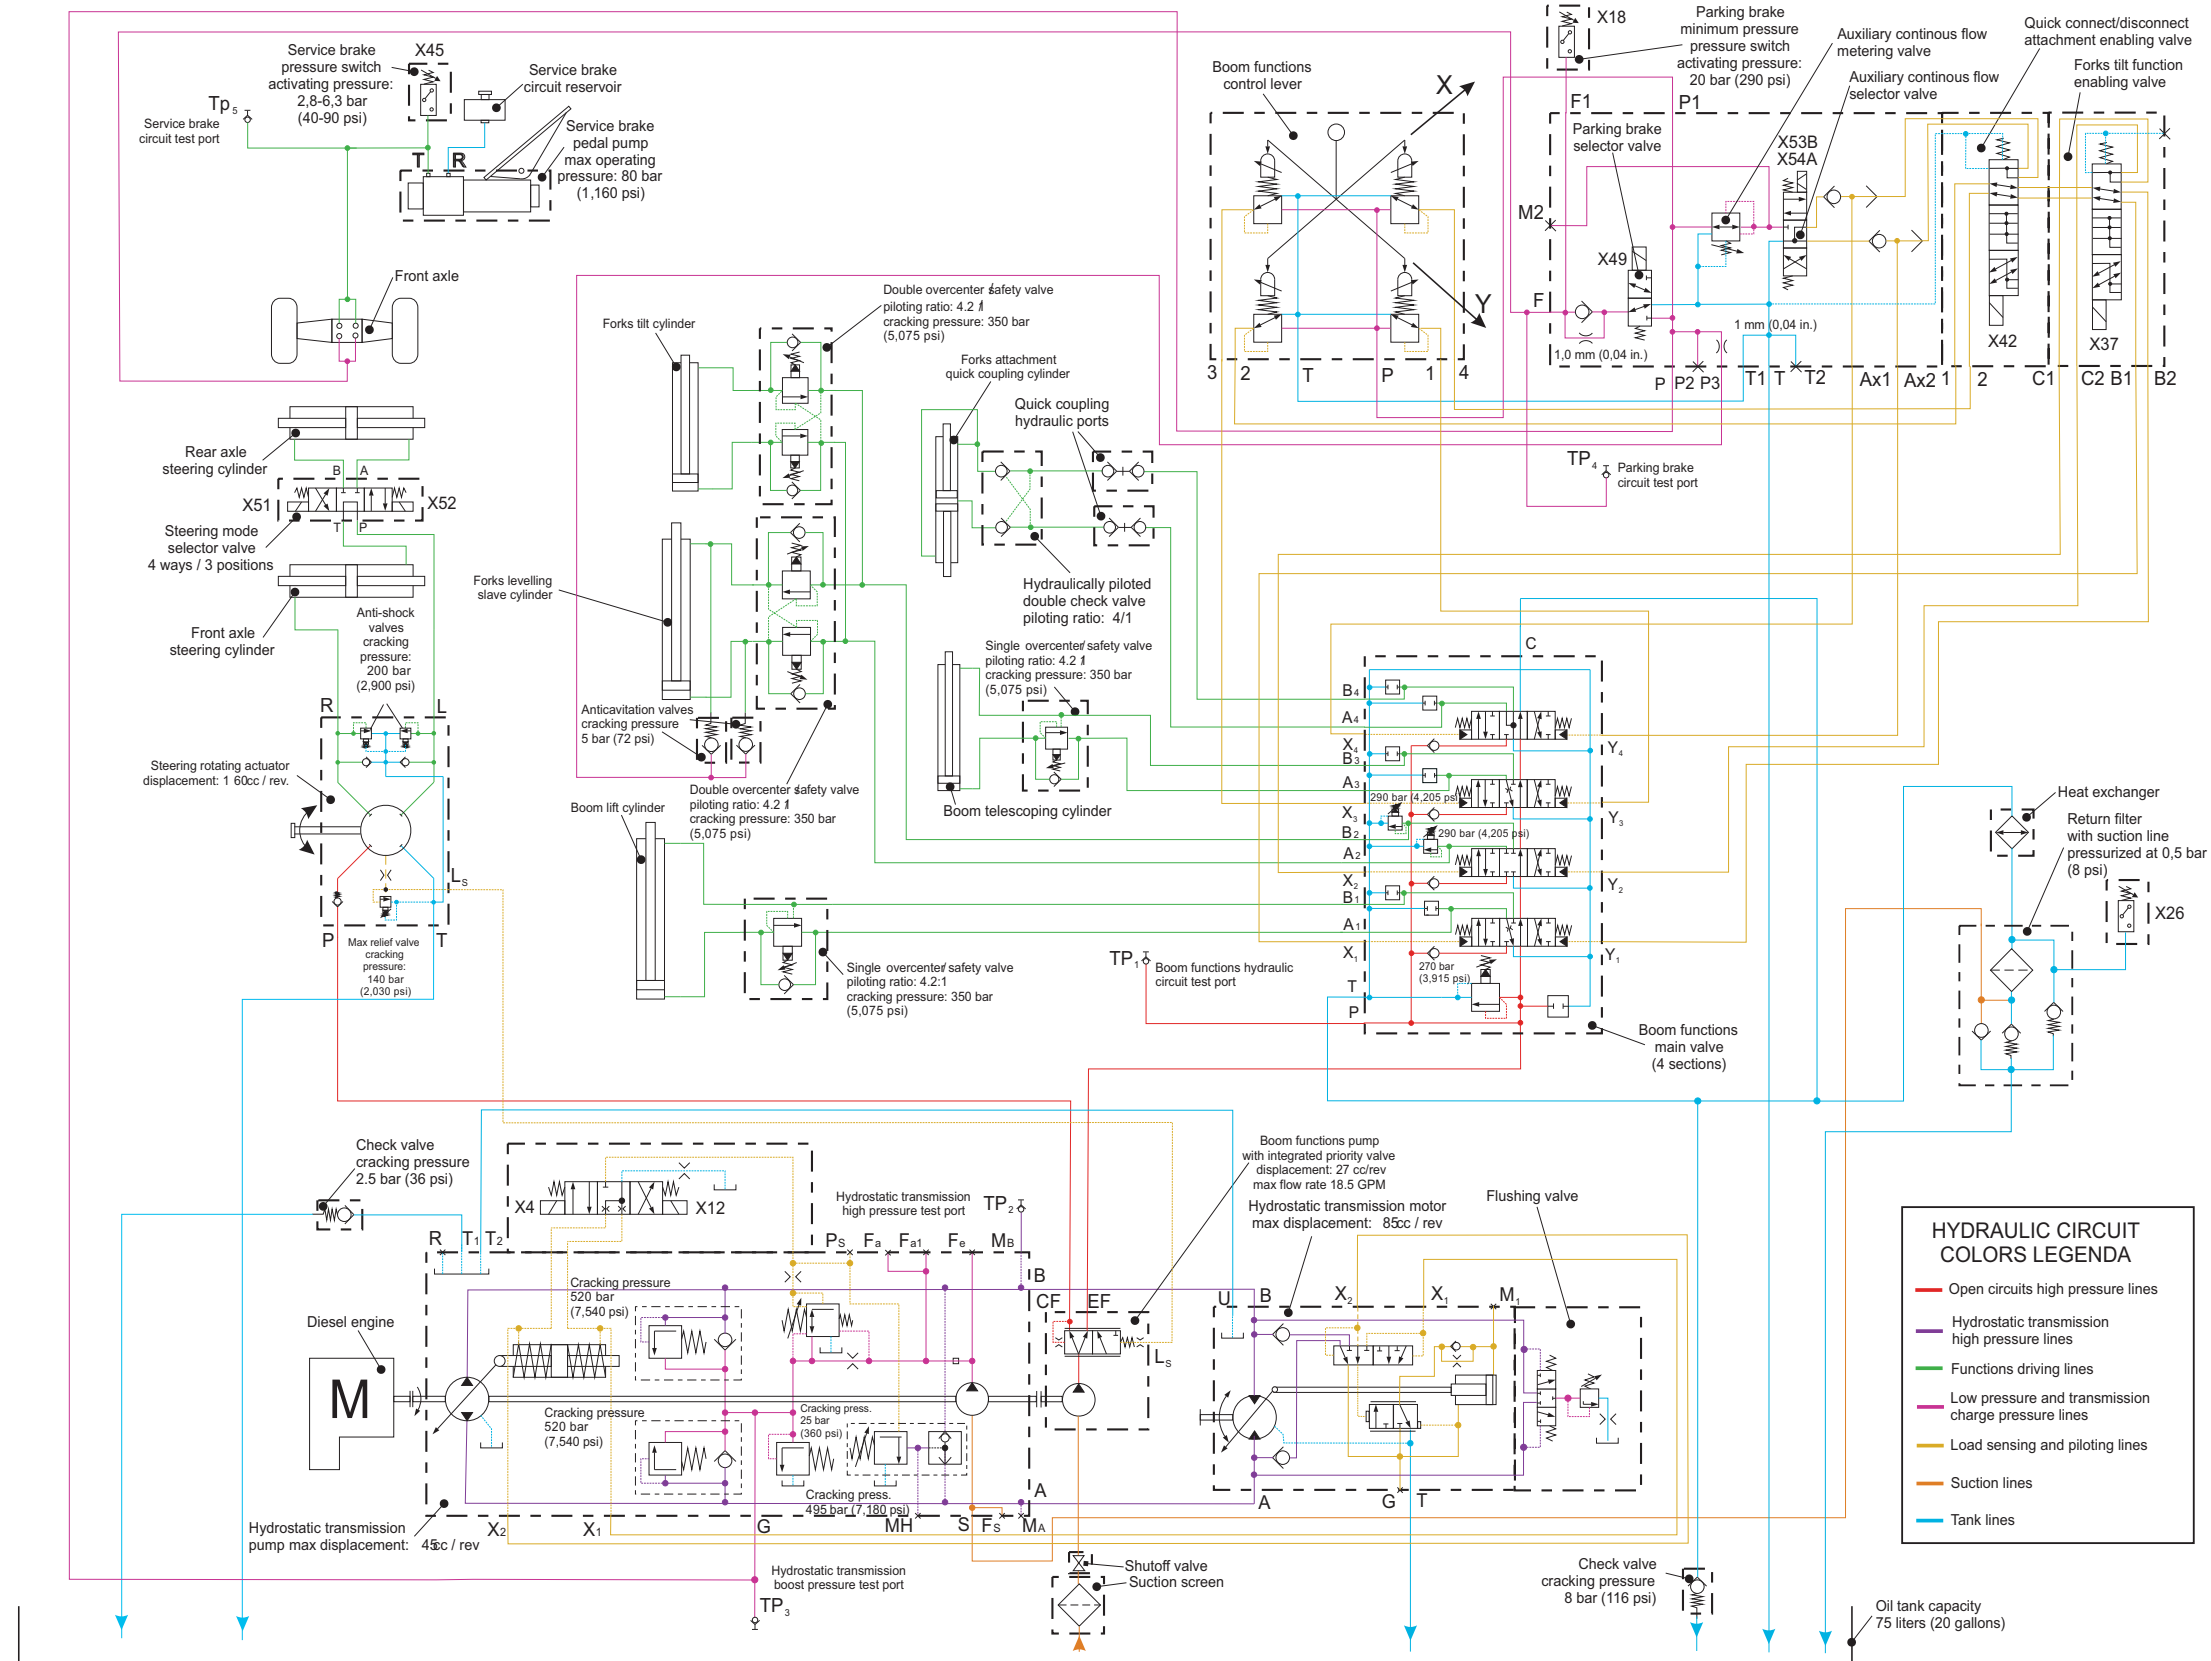 Service brake
pressure switch
activating pressure:
2,8-6,3 bar
(40-90 psi)
X45
Service brake
circuit reservoir
Tp 5
Service brake
circuit test port
T
R
Service brake
pedal pump
max operating
pressure: 80 bar
(1,160 psi)
Front axle
Rear axle
steering cylinder
B
A
X51
X52
T
P
Steering mode
selector valve
4 ways / 3 positions
Front axle
steering cylinder
Anti-shock
valves
cracking
pressure:
200 bar
(2,900 psi)
R
L
Steering rotating actuator
displacement: 1 60cc / rev.
LS
P
T
Max relief valve
cracking
pressure:
140 bar
(2,030 psi)
Forks tilt cylinder
Double overcenter safety valve
piloting ratio: 4.2 1
cracking pressure: 350 bar
(5,075 psi)
Forks attachment
quick coupling cylinder
Quick coupling
hydraulic ports
Forks levelling
slave cylinder
Hydraulically piloted
double check valve
piloting ratio: 4/1
Single overcenter/safety valve
piloting ratio: 4.2 1
cracking pressure: 350 bar
(5,075 psi)
Anticavitation valves
cracking pressure
5 bar (72 psi)
Double overcenter safety valve
piloting ratio: 4.2 1
cracking pressure: 350 bar
(5,075 psi)
Boom telescoping cylinder
Boom lift cylinder
Single overcenter/safety valve
piloting ratio: 4.2:1
cracking pressure: 350 bar
(5,075 psi)
Boom functions
control lever
X
Y
3
2
T
P
1
4
X18
Parking brake
minimum pressure
pressure switch
activating pressure:
20 bar (290 psi)
Auxiliary continous flow
metering valve
Auxiliary continous flow
selector valve
Quick connect/disconnect
attachment enabling valve
Forks tilt function
enabling valve
F1
P1
Parking brake
selector valve
X53B
X54A
M2
X49
F
1 mm (0,04 in.)
1,0 mm (0,04 in.)
X42
X37
P
P2
P3
T1
T
T2
Ax1
Ax2
1
2
C1
C2
B1
B2
TP 4
Parking brake
circuit test port
C
B4
A4
X4
B3
Y4
A3
290 bar (4,205 psi
X3
Y3
B2
290 bar (4,205 psi)
A2
X2
Y2
B1
A1
X1
Y1
270 bar
(3,915 psi)
T
P
TP 1
Boom functions hydraulic
circuit test port
Boom functions
main valve
(4 sections)
Heat exchanger
Return filter
with suction line
pressurized at 0,5 bar
(8 psi)
X26
Check valve
cracking pressure
2.5 bar (36 psi)
X4
X12
Hydrostatic transmission
high pressure test port
TP 2
R
T1
T2
PS
Fa
Fa1
Fe
MB
B
Cracking pressure
520 bar
(7,540 psi)
Diesel engine
M
Cracking pressure
520 bar
(7,540 psi)
Cracking press.
25 bar
(360 psi)
Cracking press.
495 bar (7,180 psi)
A
X2
X1
G
MH
S
FS
MA
Hydrostatic transmission
pump max displacement: 45cc / rev
Hydrostatic transmission
boost pressure test port
TP 3
Boom functions pump
with integrated priority valve
displacement: 27 cc/rev
max flow rate 18.5 GPM
CF
EF
LS
Shutoff valve
Suction screen
Hydrostatic transmission motor
max displacement: 85cc / rev
Flushing valve
U
B
X2
X1
M1
A
G
T
Check valve
cracking pressure
8 bar (116 psi)
Oil tank capacity
75 liters (20 gallons)
HYDRAULIC CIRCUIT
COLORS LEGENDA
Open circuits high pressure lines
Hydrostatic transmission
high pressure lines
Functions driving lines
Low pressure and transmission
charge pressure lines
Load sensing and piloting lines
Suction lines
Tank lines